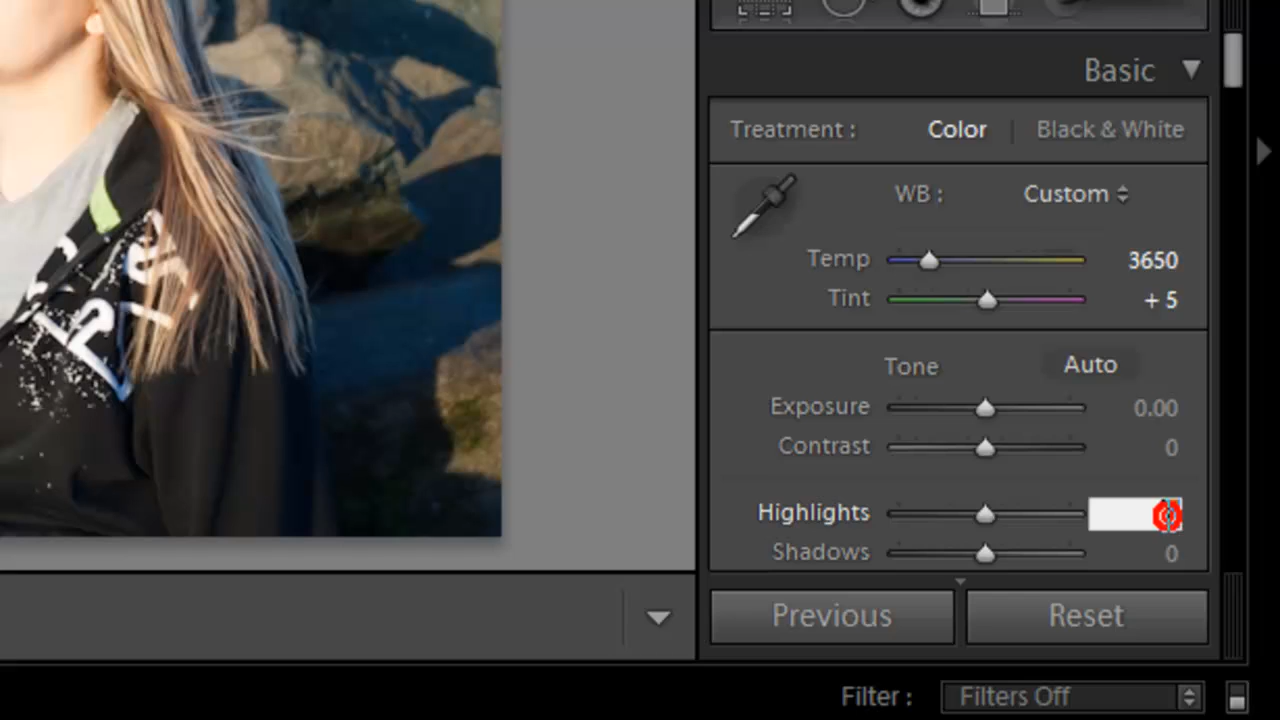 Basic
Treatment : Color Black & White
WB : Custom
Temp 3650
Tint + 5
Tone Auto
Exposure 0.00
Contrast 0
Highlights
Shadows 0
Previous Reset
Filter : Filters Off